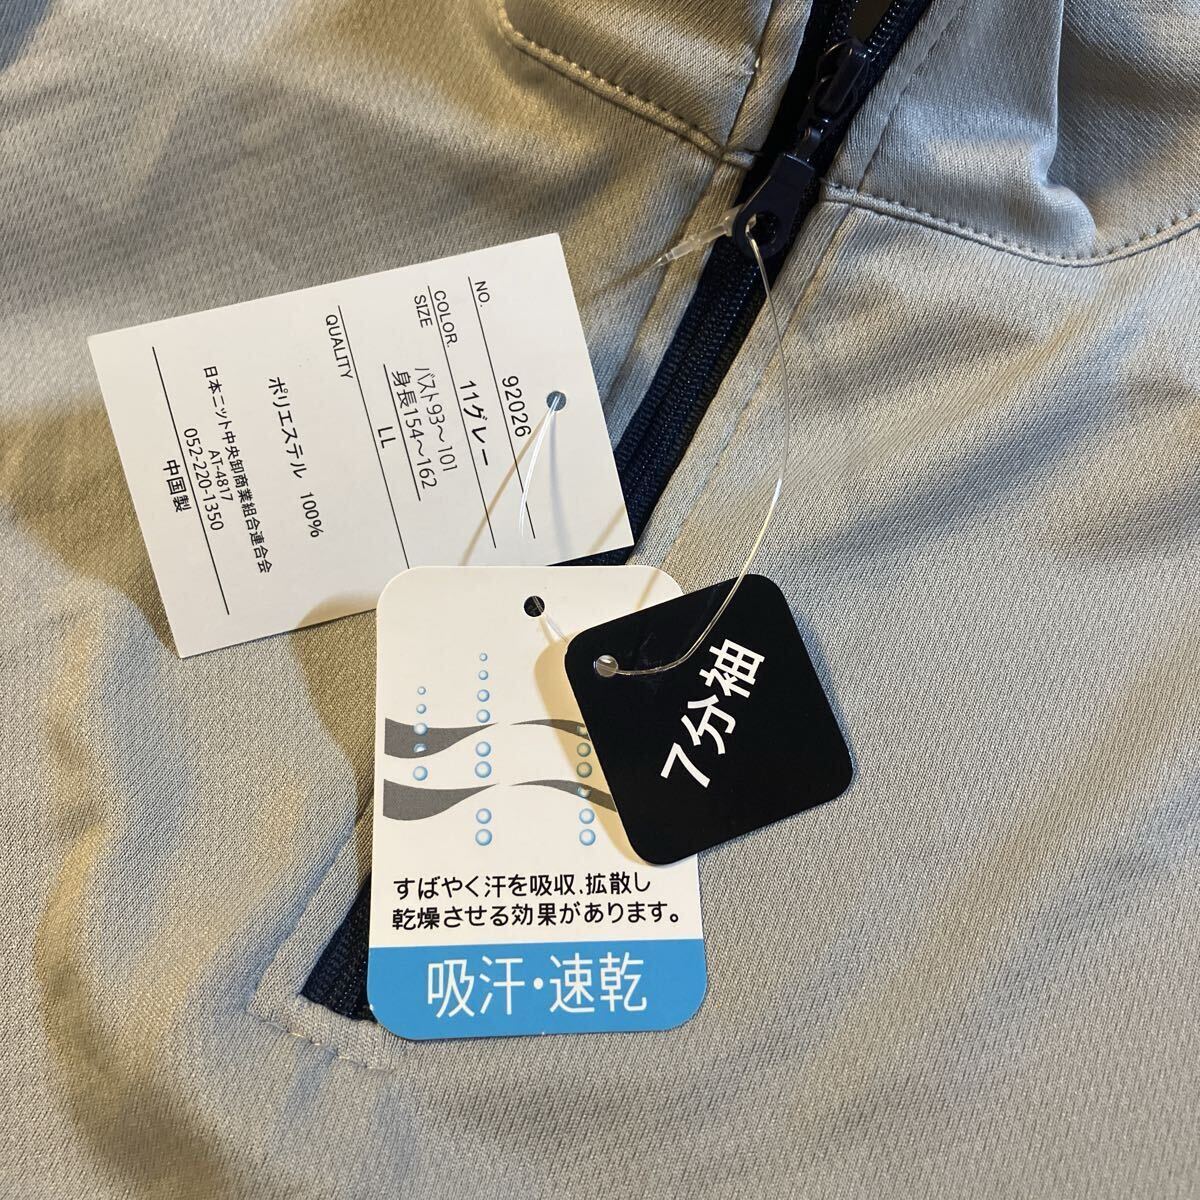 NO. 92026
COLOR. 11グレー
SIZE バスト93〜101
身長154〜162
LL
QUALITY
ポリエステル 100%
日本ニット中央卸商業組合連合会
AT-4817
052-220-1350
中国製
7分袖
すばやく汗を吸収、拡散し
乾燥させる効果があります。
吸汗・速乾